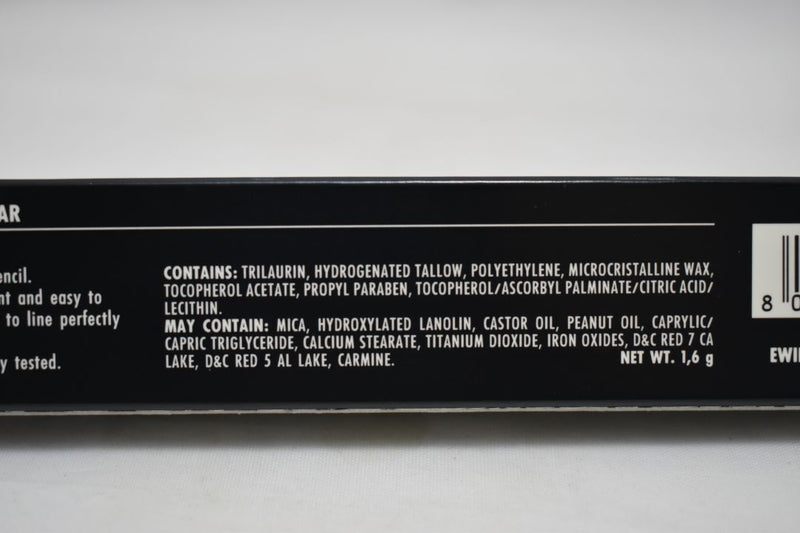 AR
encil.
nt and easy to
to line perfectly
y tested.
CONTAINS: TRILAURIN, HYDROGENATED TALLOW, POLYETHYLENE, MICROCRISTALLINE WAX,
TOCOPHEROL ACETATE, PROPYL PARABEN, TOCOPHEROL/ASCORBYL PALMINATE/CITRIC ACID/
LECITHIN.
MAY CONTAIN: MICA, HYDROXYLATED LANOLIN, CASTOR OIL, PEANUT OIL, CAPRYLIC/
CAPRIC TRIGLYCERIDE, CALCIUM STEARATE, TITANIUM DIOXIDE, IRON OXIDES, D&C RED 7 CA
LAKE, D&C RED 5 AL LAKE, CARMINE.
NET WT. 1,6 g
8 0
EWI